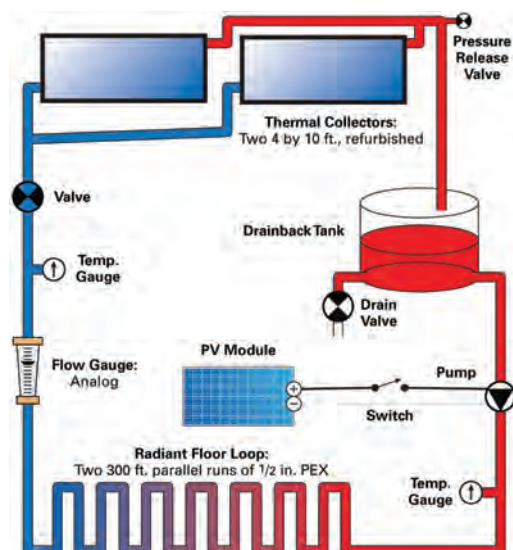 Pressure
Release
Valve
Thermal Collectors:
Two 4 by 10 ft., refurbished
Valve
Drainback Tank
Temp.
Gauge
Drain
Valve
PV Module
Flow Gauge:
Analog
Pump
+
−
Switch
Radiant Floor Loop:
Two 300 ft. parallel runs of 1/2 in. PEX
Temp.
Gauge